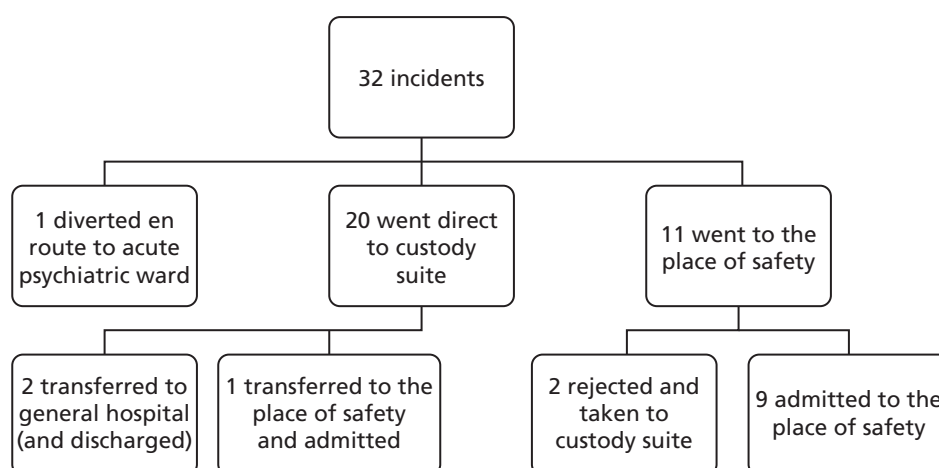 32 incidents
1 diverted en
route to acute
psychiatric ward
20 went direct
to custody
suite
11 went to the
place of safety
2 transferred to
general hospital
(and discharged)
1 transferred to the
place of safety
and admitted
2 rejected and
taken to
custody suite
9 admitted to the
place of safety